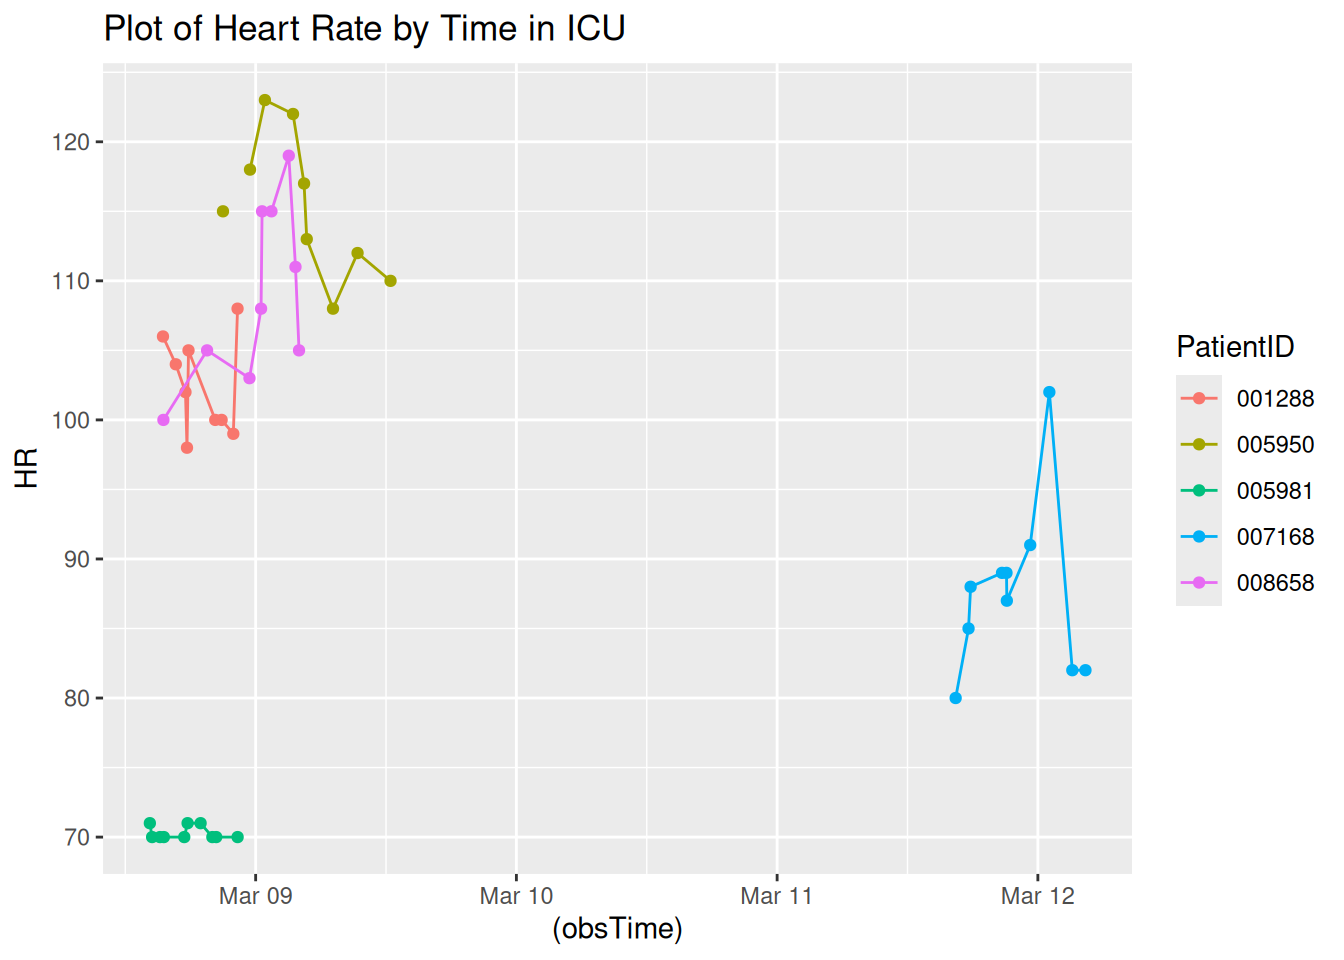 Plot of Heart Rate by Time in ICU
120
110
100
90
80
70
HR
Mar 09
Mar 10
Mar 11
Mar 12
(obsTime)
PatientID
001288
005950
005981
007168
008658